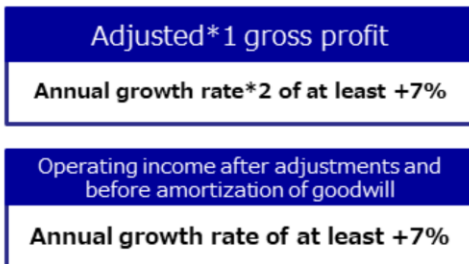 Adjusted*1 gross profit
Annual growth rate*2 of at least +7%
Operating income after adjustments and
before amortization of goodwill
Annual growth rate of at least +7%